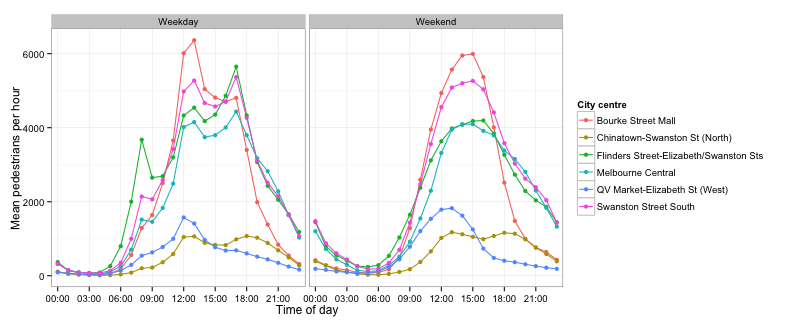 Weekday
Weekend
Mean pedestrians per hour
6000
4000
2000
0
00:00 03:00 06:00 09:00 12:00 15:00 18:00 21:00
00:00 03:00 06:00 09:00 12:00 15:00 18:00 21:00
Time of day
City centre
Bourke Street Mall
Chinatown-Swanston St (North)
Flinders Street-Elizabeth/Swanston Sts
Melbourne Central
QV Market-Elizabeth St (West)
Swanston Street South